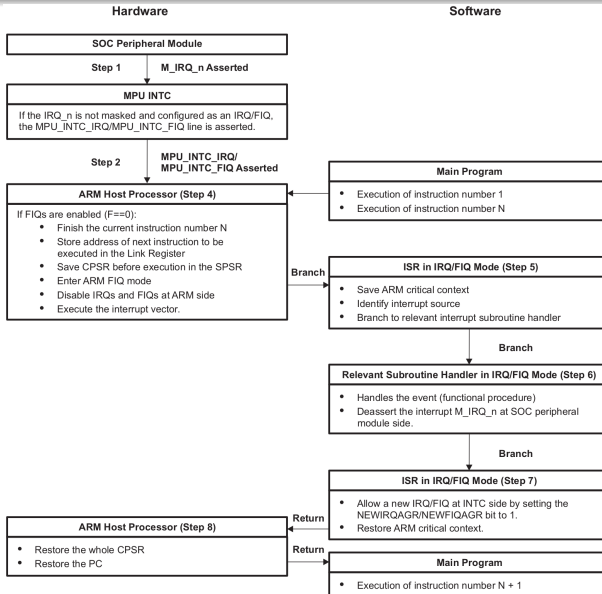 Hardware
Software
SOC Peripheral Module
Step 1
M_IRQ_n Asserted
MPU INTC
If the IRQ_n is not masked and configured as an IRQ/FIQ,
the MPU_INTC_IRQ/MPU_INTC_FIQ line is asserted.
Step 2
MPU_INTC_IRQ/
MPU_INTC_FIQ Asserted
Main Program
• Execution of instruction number 1
• Execution of instruction number N
ARM Host Processor (Step 4)
If FIQs are enabled (F==0):
• Finish the current instruction number N
• Store address of next instruction to be
executed in the Link Register
• Save CPSR before execution in the SPSR
• Enter ARM FIQ mode
• Disable IRQs and FIQs at ARM side
• Execute the interrupt vector.
Branch
ISR in IRQ/FIQ Mode (Step 5)
• Save ARM critical context
• Identify interrupt source
• Branch to relevant interrupt subroutine handler
Branch
Relevant Subroutine Handler in IRQ/FIQ Mode (Step 6)
• Handles the event (functional procedure)
• Deassert the interrupt M_IRQ_n at SOC peripheral
module side.
Branch
ISR in IRQ/FIQ Mode (Step 7)
• Allow a new IRQ/FIQ at INTC side by setting the
NEWIRQAGR/NEWFIQAGR bit to 1.
• Restore ARM critical context.
Return
ARM Host Processor (Step 8)
• Restore the whole CPSR
• Restore the PC
Return
Main Program
• Execution of instruction number N + 1